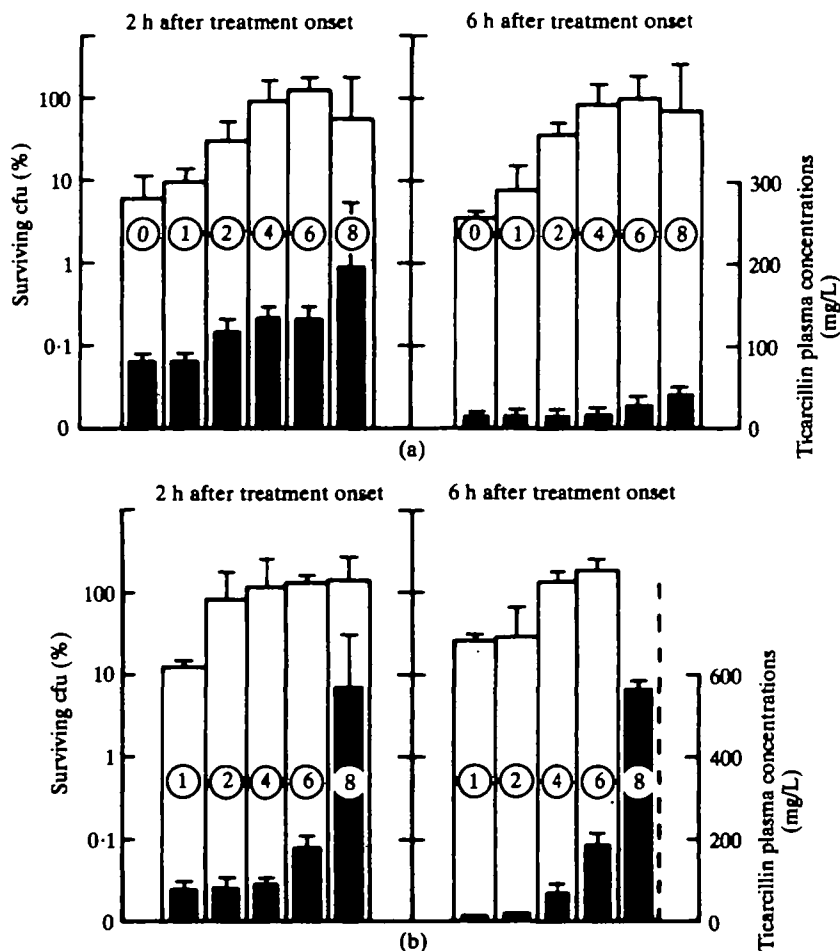 2 h after treatment onset
6 h after treatment onset
Surviving cfu (%)
100
10
1
0·1
0
0 1 2 4 6 8
0 1 2 4 6 8
300
200
100
0
Ticarcillin plasma concentrations
(mg/L)
(a)
2 h after treatment onset
6 h after treatment onset
Surviving cfu (%)
100
10
1
0·1
0
1 2 4 6 8
1 2 4 6 8
600
400
200
0
Ticarcillin plasma concentrations
(mg/L)
(b)